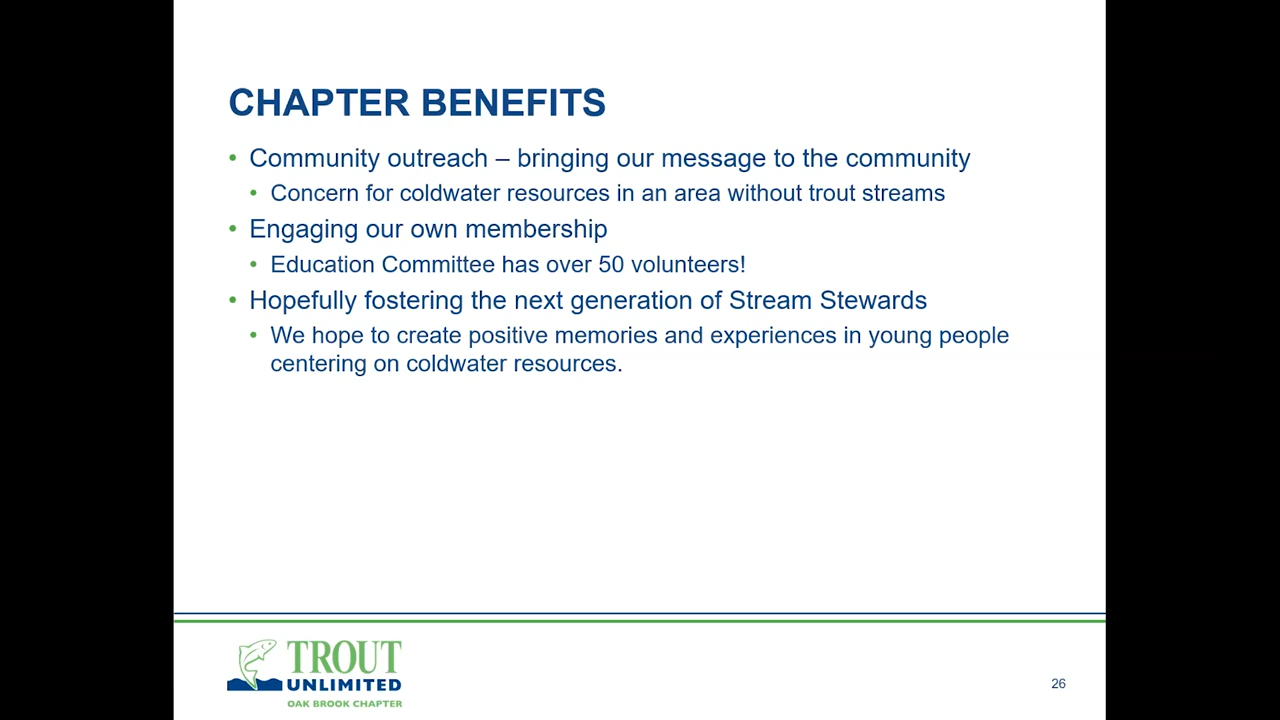 CHAPTER BENEFITS
• Community outreach – bringing our message to the community
• Concern for coldwater resources in an area without trout streams
• Engaging our own membership
• Education Committee has over 50 volunteers!
• Hopefully fostering the next generation of Stream Stewards
• We hope to create positive memories and experiences in young people
centering on coldwater resources.
TROUT
UNLIMITED
OAK BROOK CHAPTER
26